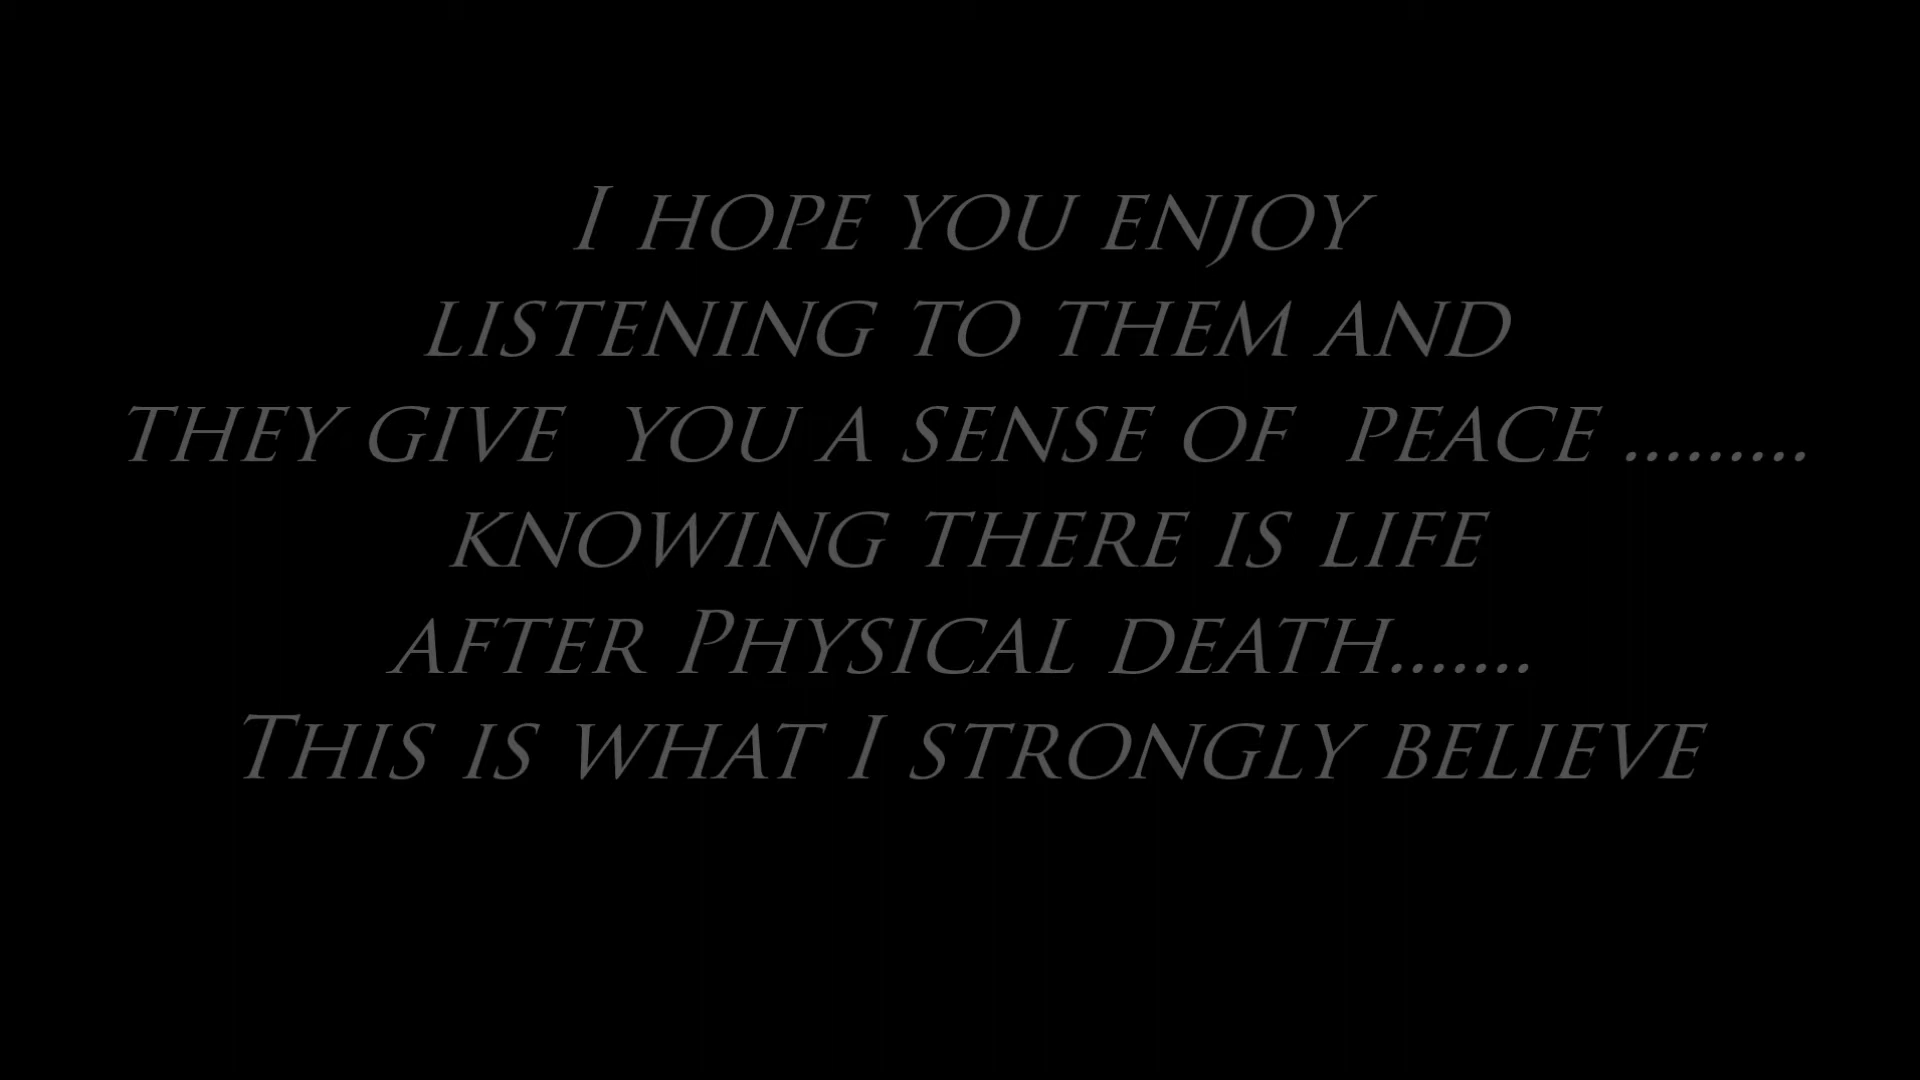 I hope you enjoy
listening to them and
they give  you a sense of  peace .........
knowing there is life
after Physical death.......
This is what I strongly believe